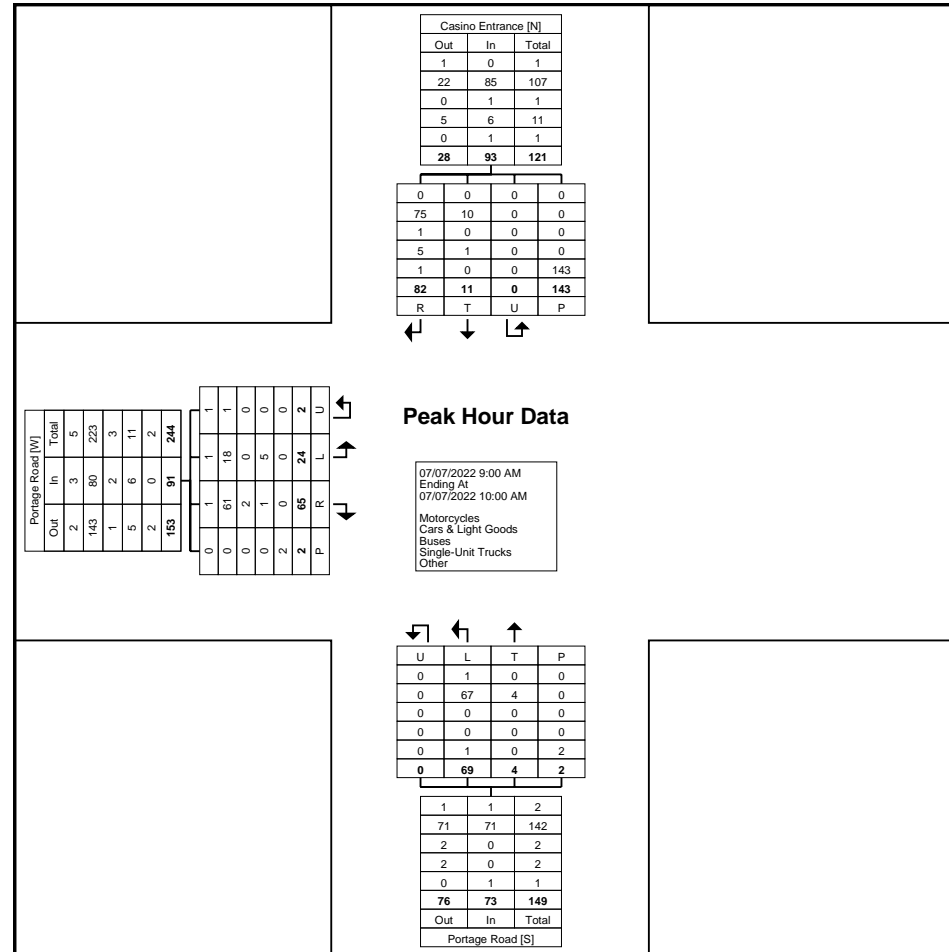 Casino Entrance [N]
Out In Total
1 0 1
22 85 107
0 1 1
5 6 11
0 1 1
28 93 121
0 0 0 0
75 10 0 0
1 0 0 0
5 1 0 0
1 0 0 143
82 11 0 143
R T U P
Portage Road [W]
Out In Total
2 3 5
143 80 223
1 2 3
5 6 11
2 0 2
153 91 244
0 1 1 1
0 61 18 1
0 2 0 0
0 1 5 0
2 0 0 0
2 65 24 2
P R L U
Peak Hour Data
07/07/2022 9:00 AM
Ending At
07/07/2022 10:00 AM
Motorcycles
Cars & Light Goods
Buses
Single-Unit Trucks
Other
U L T P
0 1 0 0
0 67 4 0
0 0 0 0
0 0 0 0
0 1 0 2
0 69 4 2
1 1 2
71 71 142
2 0 2
2 0 2
0 1 1
76 73 149
Out In Total
Portage Road [S]